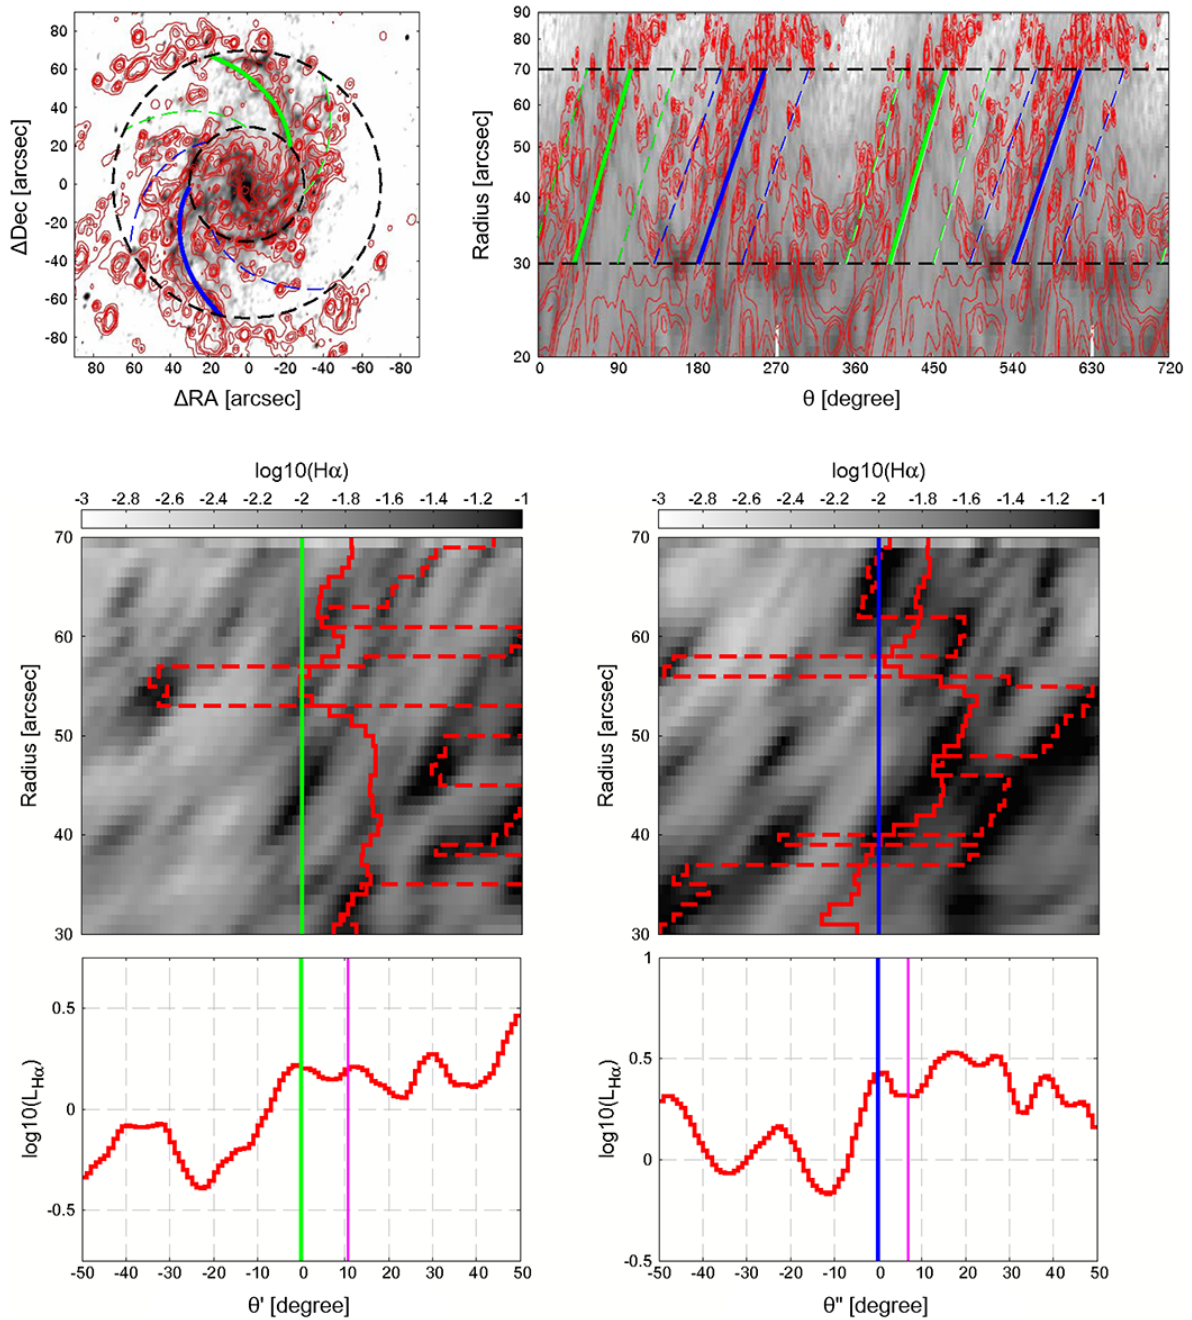 80
60
40
20
0
-20
-40
-60
-80
ΔDec [arcsec]
80 60 40 20 0 -20 -40 -60 -80
ΔRA [arcsec]
90
80
70
60
50
40
30
20
Radius [arcsec]
0 90 180 270 360 450 540 630 720
θ [degree]
log10(Hα)
-3 -2.8 -2.6 -2.4 -2.2 -2 -1.8 -1.6 -1.4 -1.2 -1
70
60
50
40
30
Radius [arcsec]
log10(Hα)
-3 -2.8 -2.6 -2.4 -2.2 -2 -1.8 -1.6 -1.4 -1.2 -1
70
60
50
40
30
Radius [arcsec]
0.5
0
-0.5
log10(LHα)
-50 -40 -30 -20 -10 0 10 20 30 40 50
θ' [degree]
1
0.5
0
-0.5
log10(LHα)
-50 -40 -30 -20 -10 0 10 20 30 40 50
θ" [degree]